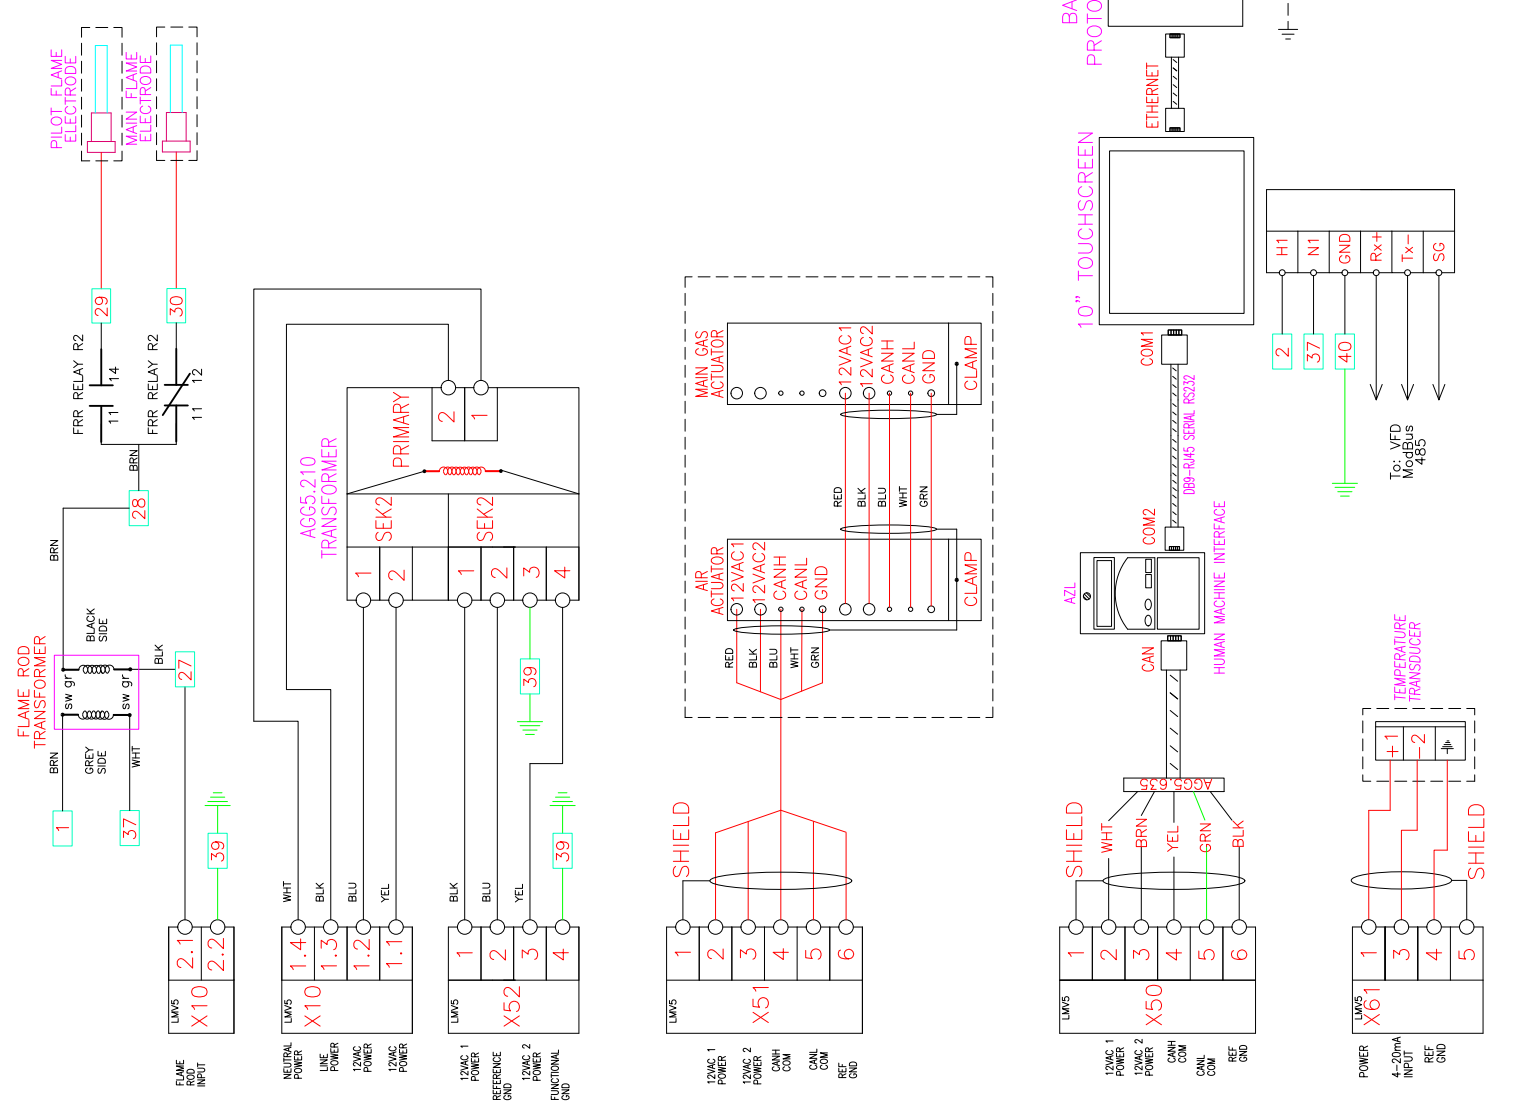 PILOT FLAME
ELECTRODE
MAIN FLAME
ELECTRODE
29
30
FRR RELAY R2
14
11
FRR RELAY R2
12
11
BRN
28
BRN
FLAME ROD
TRANSFORMER
BLACK
SIDE
BLK
27
sw gr
sw gr
GREY
SIDE
BRN
WHT
1
37
39
2.1
2.2
LMV5
X10
FLAME
ROD
INPUT
AGG5.210
TRANSFORMER
PRIMARY
2
1
SEK2
SEK2
1
2
1
2
3
4
39
39
WHT
BLK
BLU
YEL
BLK
BLU
YEL
1.4
1.3
1.2
1.1
LMV5
X10
NEUTRAL
POWER
LINE
POWER
12VAC
POWER
12VAC
POWER
1
2
3
4
LMV5
X52
12VAC 1
POWER
REFERENCE
GND
12VAC 2
POWER
FUNCTIONAL
GND
MAIN GAS
ACTUATOR
12VAC1
12VAC2
CANH
CANL
GND
CLAMP
RED
BLK
BLU
WHT
GRN
AIR
ACTUATOR
12VAC1
12VAC2
CANH
CANL
GND
CLAMP
RED
BLK
BLU
WHT
GRN
SHIELD
1
2
3
4
5
6
LMV5
X51
12VAC 1
POWER
12VAC 2
POWER
CANH
COM
CANL
COM
REF
GND
BA
PROTO
ETHERNET
10" TOUCHSCREEN
COM1
DB9-RJ45 SERIAL RS232
COM2
AZL
HUMAN MACHINE INTERFACE
CAN
AGG5.635
SHIELD
WHT
BRN
YEL
GRN
BLK
1
2
3
4
5
6
LMV5
X50
12VAC 1
POWER
12VAC 2
POWER
CANH
COM
CANL
COM
REF
GND
H1
N1
GND
Rx+
Tx-
SG
2
37
40
To: VFD
ModBus
485
TEMPERATURE
TRANSDUCER
+1
-2
SHIELD
1
3
4
5
LMV5
X61
POWER
4-20mA
INPUT
REF
GND